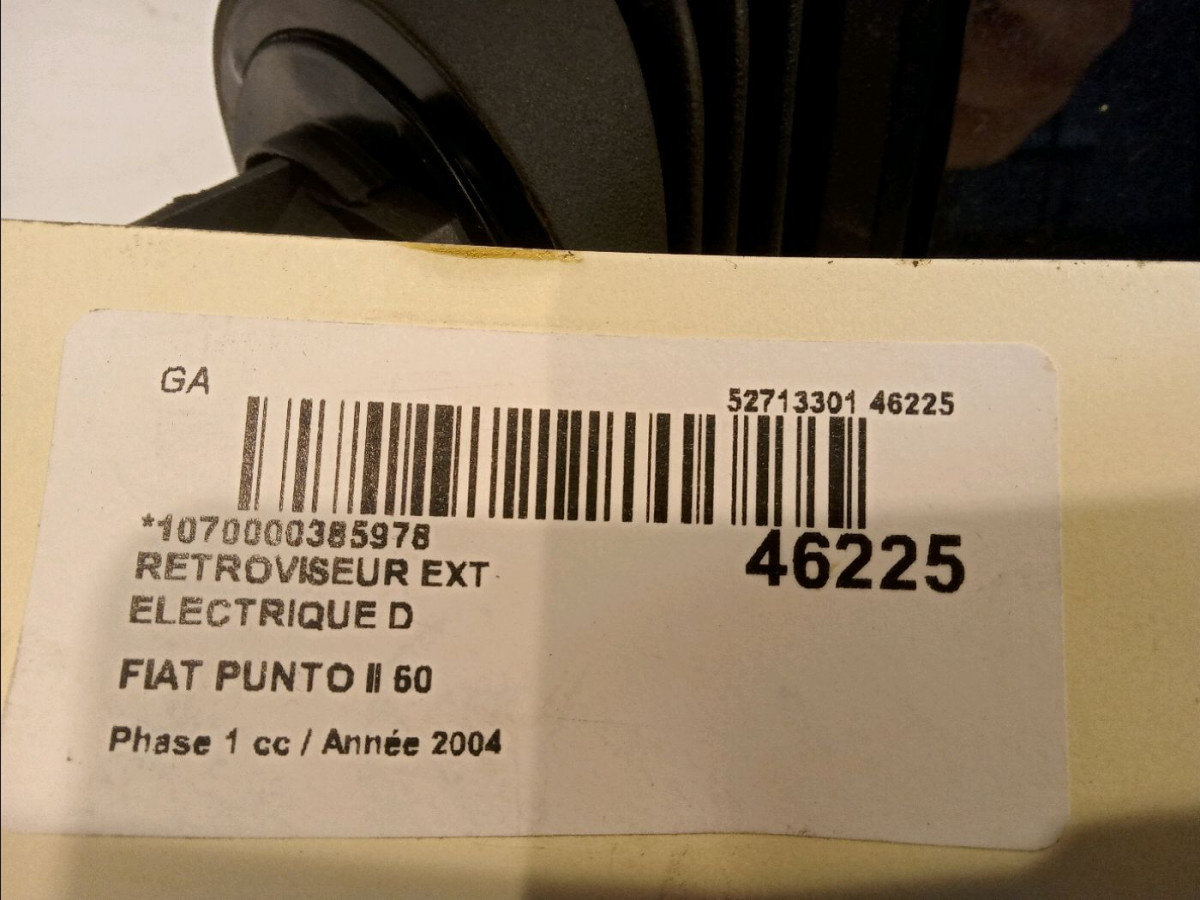 GA
52713301 46225
*1070000385978
46225
RETROVISEUR EXT
ELECTRIQUE D
FIAT PUNTO II 60
Phase 1 cc / Année 2004